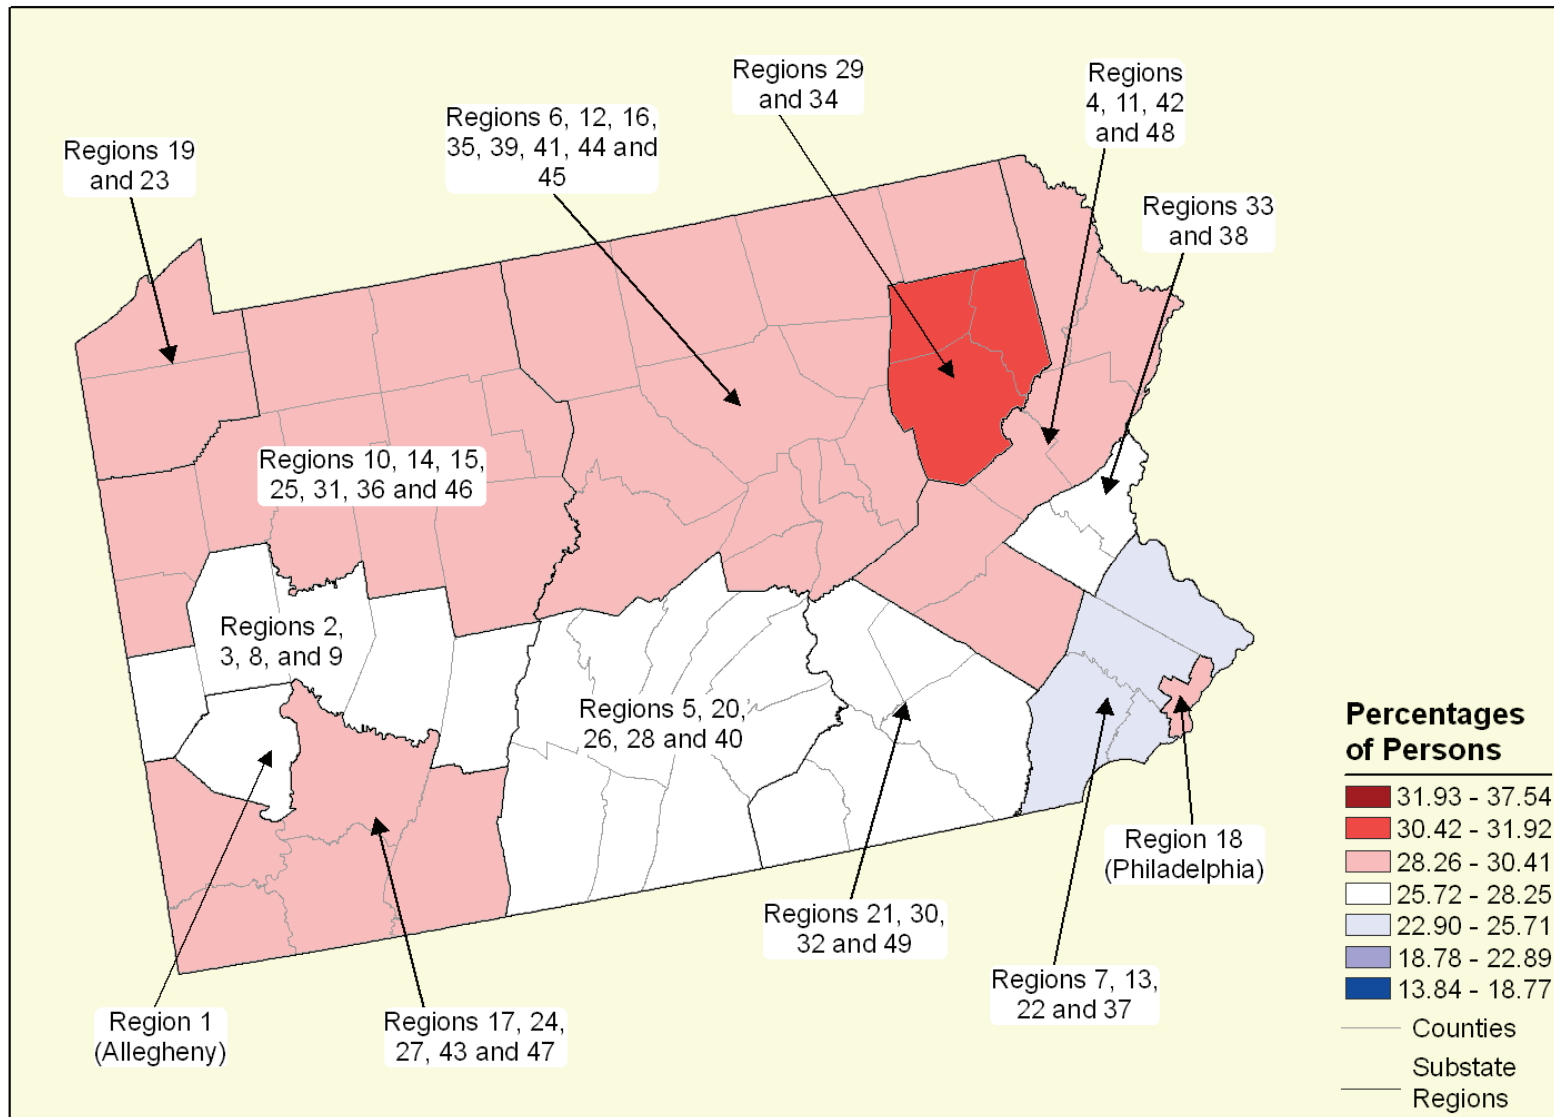 Regions 29
and 34
Regions
4, 11, 42
and 48
Regions 6, 12, 16,
35, 39, 41, 44 and
45
Regions 19
and 23
Regions 33
and 38
Regions 10, 14, 15,
25, 31, 36 and 46
Regions 2,
3, 8, and 9
Regions 5, 20,
26, 28 and 40
Percentages
of Persons
31.93 - 37.54
30.42 - 31.92
28.26 - 30.41
25.72 - 28.25
22.90 - 25.71
18.78 - 22.89
13.84 - 18.77
Counties
Substate
Regions
Region 18
(Philadelphia)
Regions 21, 30,
32 and 49
Regions 7, 13,
22 and 37
Region 1
(Allegheny)
Regions 17, 24,
27, 43 and 47